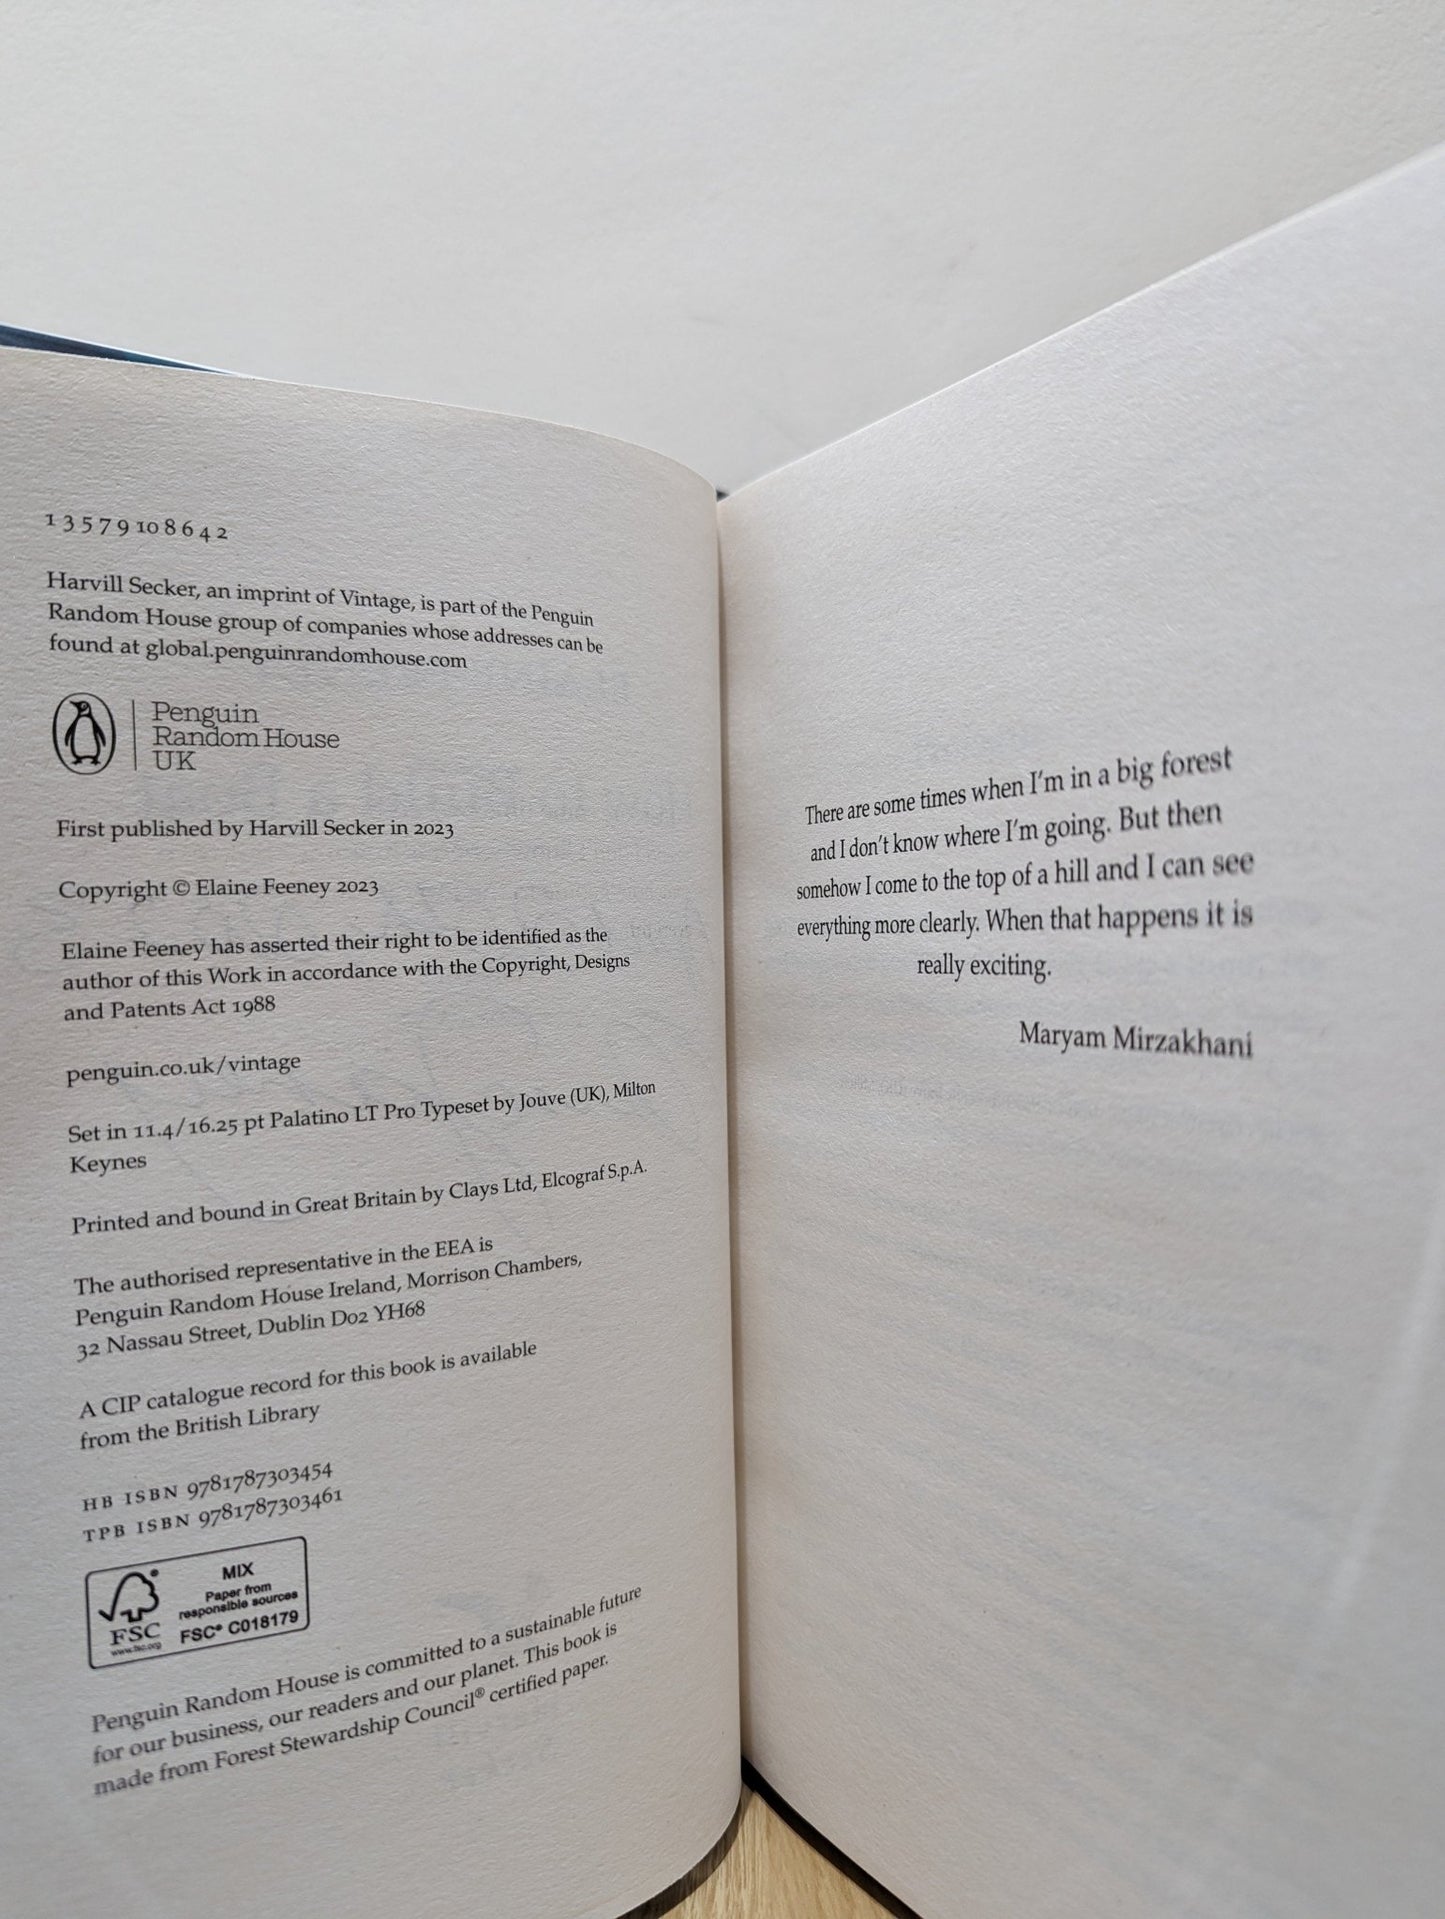 1 3 5 7 9 10 8 6 4 2
Harvill Secker, an imprint of Vintage, is part of the Penguin
Random House group of companies whose addresses can be
found at global.penguinrandomhouse.com
Penguin
Random House
UK
First published by Harvill Secker in 2023
Copyright © Elaine Feeney 2023
Elaine Feeney has asserted their right to be identified as the
author of this Work in accordance with the Copyright, Designs
and Patents Act 1988
penguin.co.uk/vintage
Set in 11.4/16.25 pt Palatino LT Pro Typeset by Jouve (UK), Milton
Keynes
Printed and bound in Great Britain by Clays Ltd, Elcograf S.p.A.
The authorised representative in the EEA is
Penguin Random House Ireland, Morrison Chambers,
32 Nassau Street, Dublin D02 YH68
A CIP catalogue record for this book is available
from the British Library
HB ISBN 9781787303454
TPB ISBN 9781787303461
FSC
www.fsc.org
MIX
Paper from
responsible sources
FSC® C018179
Penguin Random House is committed to a sustainable future
for our business, our readers and our planet. This book is
made from Forest Stewardship Council® certified paper.
There are some times when I'm in a big forest
and I don't know where I'm going. But then
somehow I come to the top of a hill and I can see
everything more clearly. When that happens it is
really exciting.
Maryam Mirzakhani